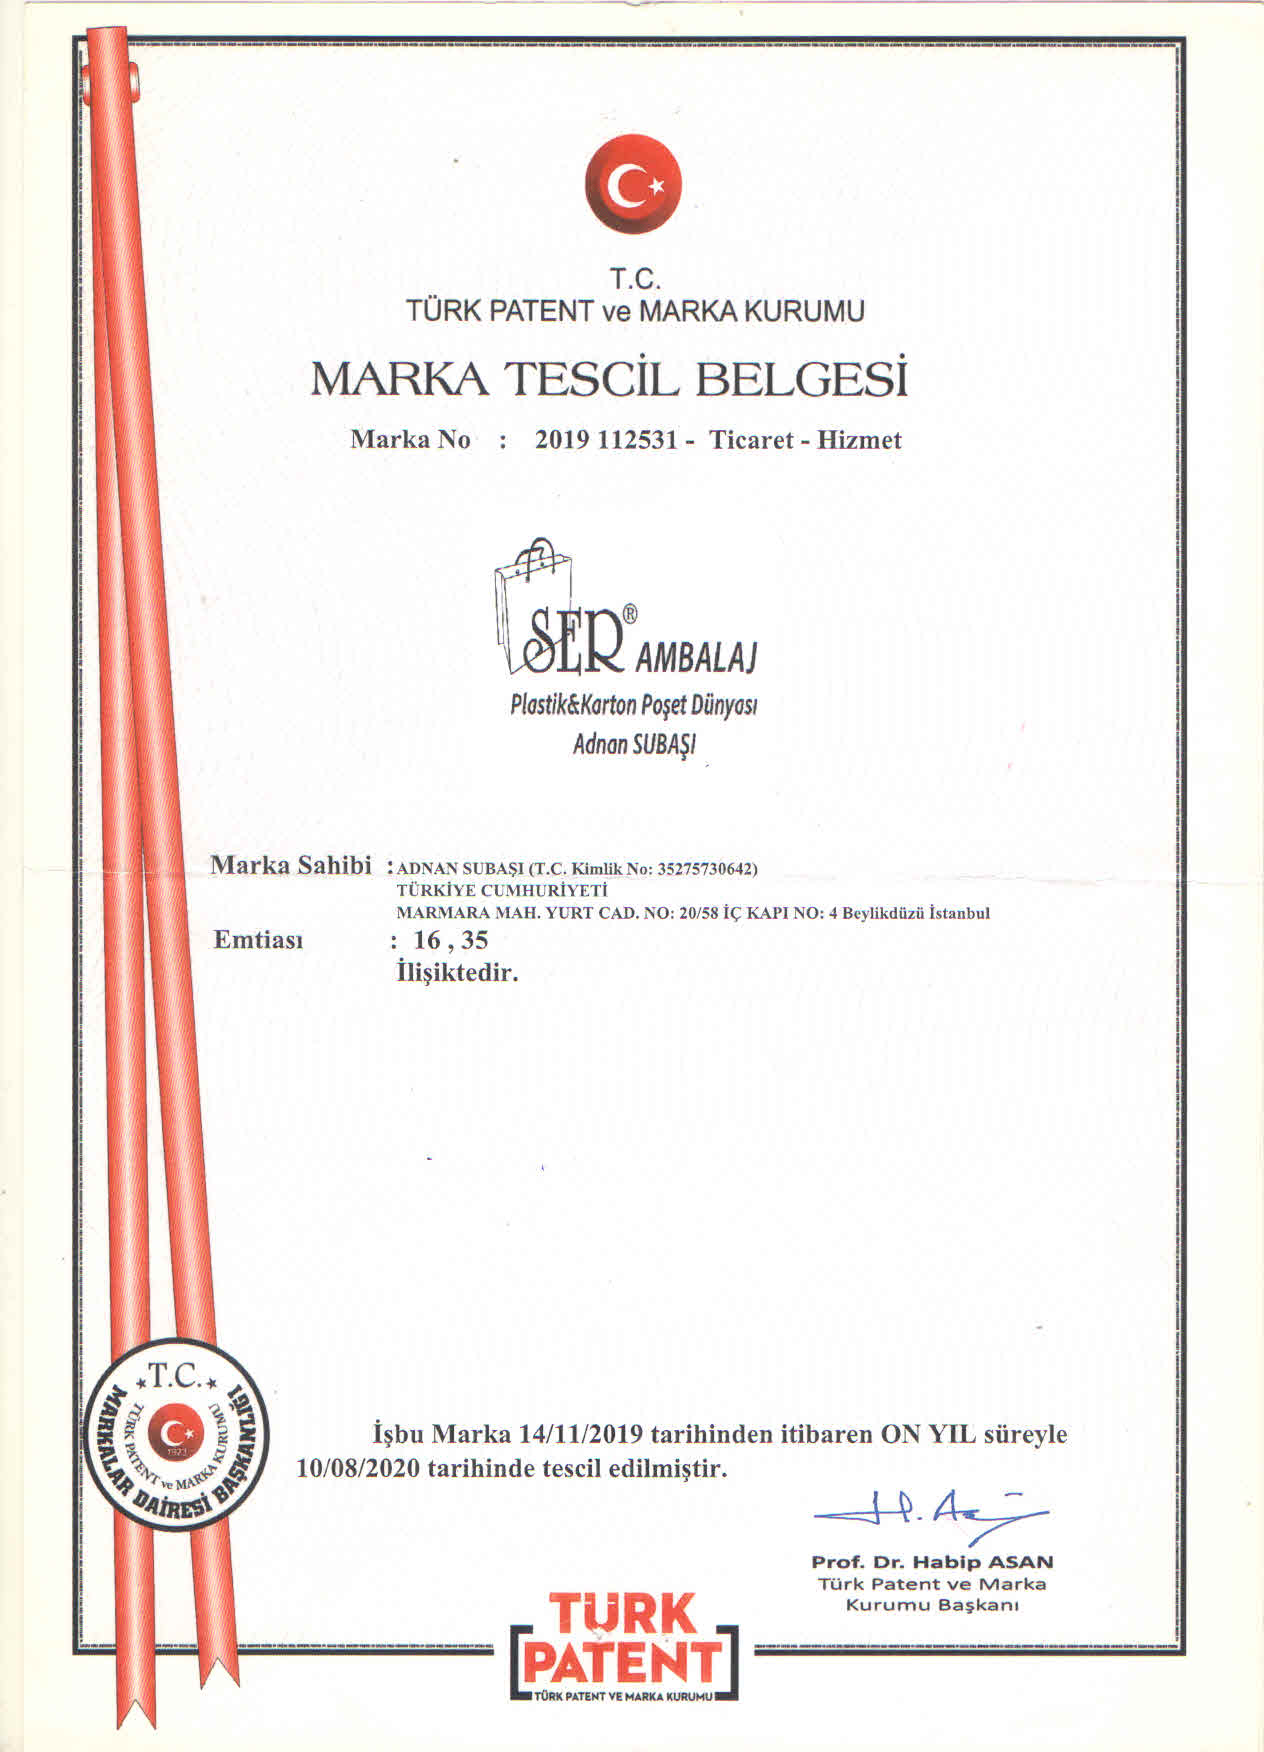 T.C.
TÜRK PATENT ve MARKA KURUMU
MARKA TESCİL BELGESİ
Marka No : 2019 112531 - Ticaret - Hizmet
SER® AMBALAJ
Plastik&Karton Poşet Dünyası
Adnan SUBAŞI
Marka Sahibi : ADNAN SUBAŞI (T.C. Kimlik No: 35275730642)
TÜRKİYE CUMHURİYETİ
MARMARA MAH. YURT CAD. NO: 20/58 İÇ KAPI NO: 4 Beylikdüzü İstanbul
Emtiası : 16 , 35
İlişiktedir.
T.C.
TÜRK PATENT ve MARKA KURUMU
1923
MARKALAR DAİRESİ BAŞKANLIĞI
İşbu Marka 14/11/2019 tarihinden itibaren ON YIL süreyle
10/08/2020 tarihinde tescil edilmiştir.
H. A
Prof. Dr. Habip ASAN
Türk Patent ve Marka
Kurumu Başkanı
TÜRK
PATENT
TÜRK PATENT VE MARKA KURUMU